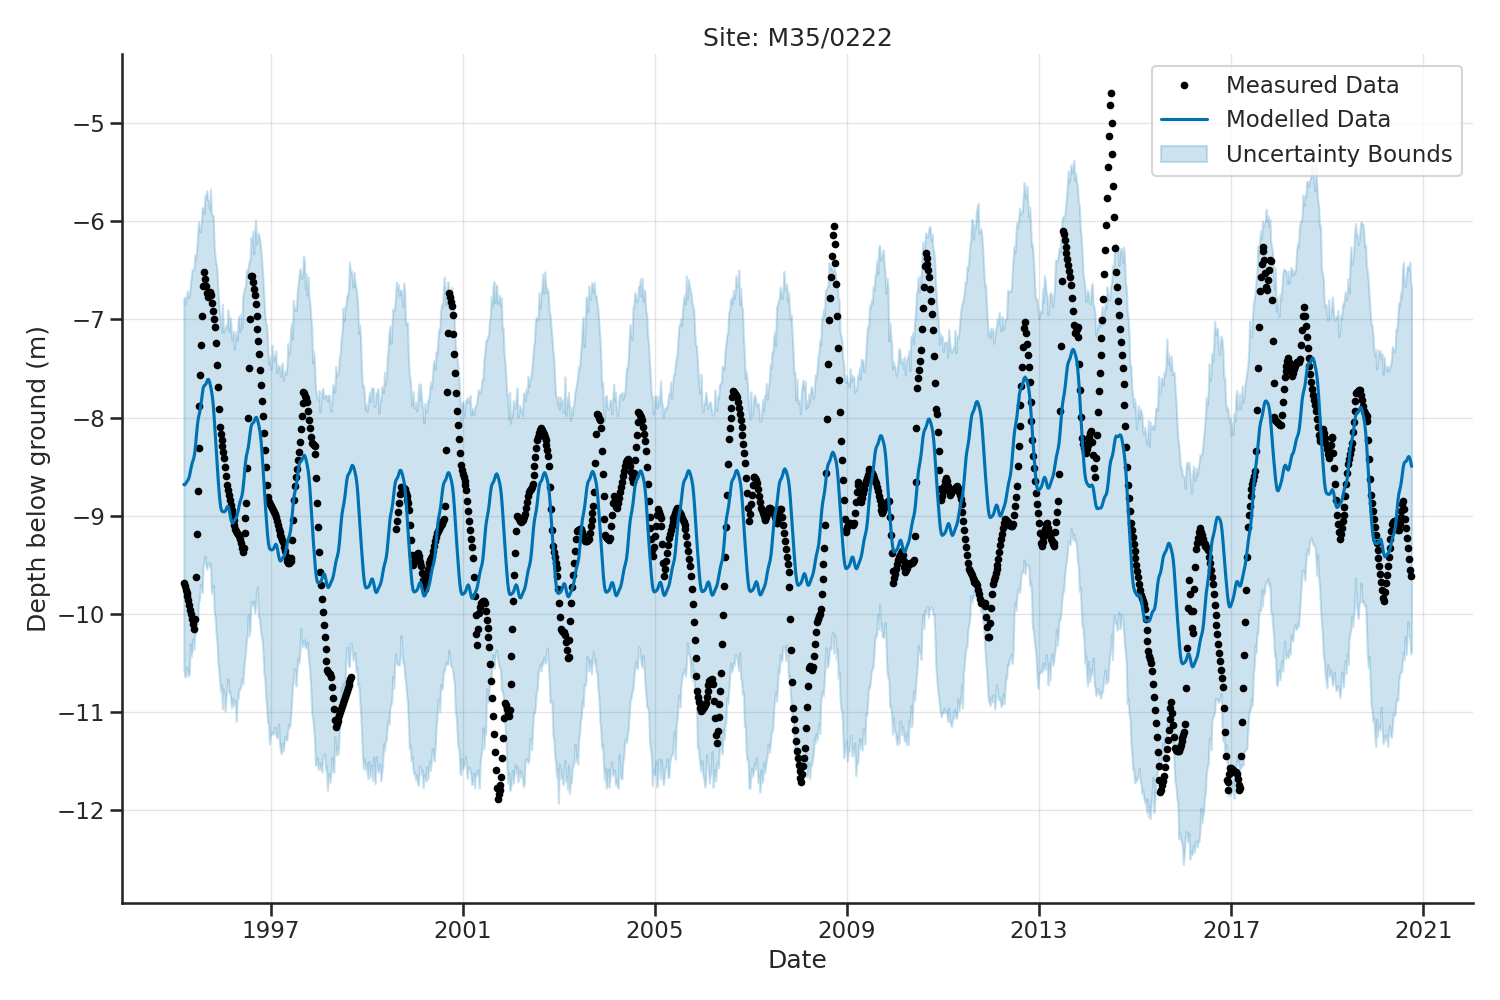 Site: M35/0222
Measured Data
Modelled Data
Uncertainty Bounds
Depth below ground (m)
−5
−6
−7
−8
−9
−10
−11
−12
1997
2001
2005
2009
2013
2017
2021
Date